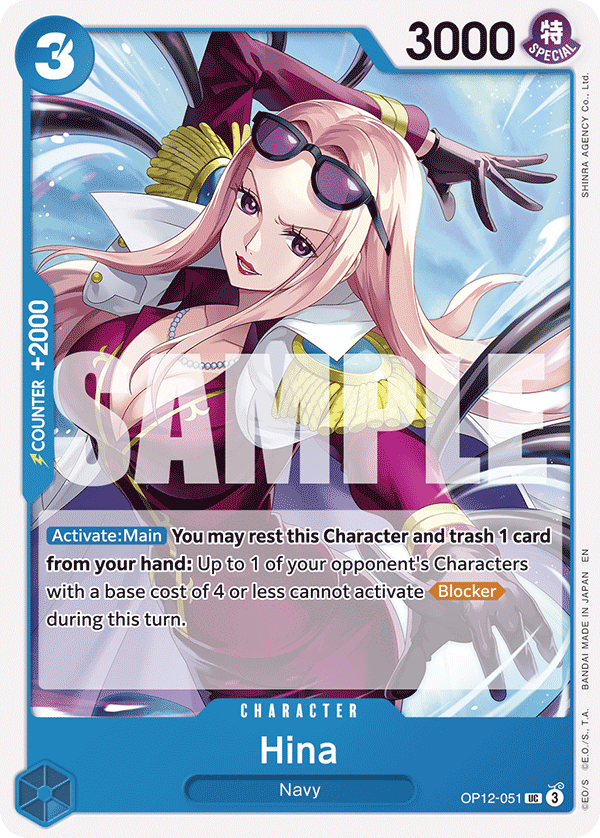 3
3000
特
SPECIAL
SHINRA AGENCY Co., Ltd.
COUNTER +2000
SAMPLE
Activate:Main You may rest this Character and trash 1 card
from your hand: Up to 1 of your opponent's Characters
with a base cost of 4 or less cannot activate Blocker
during this turn.
©EO/S ©E.O./S., T.A. BANDAI MADE IN JAPAN EN
CHARACTER
Hina
Navy
OP12-051 UC 3